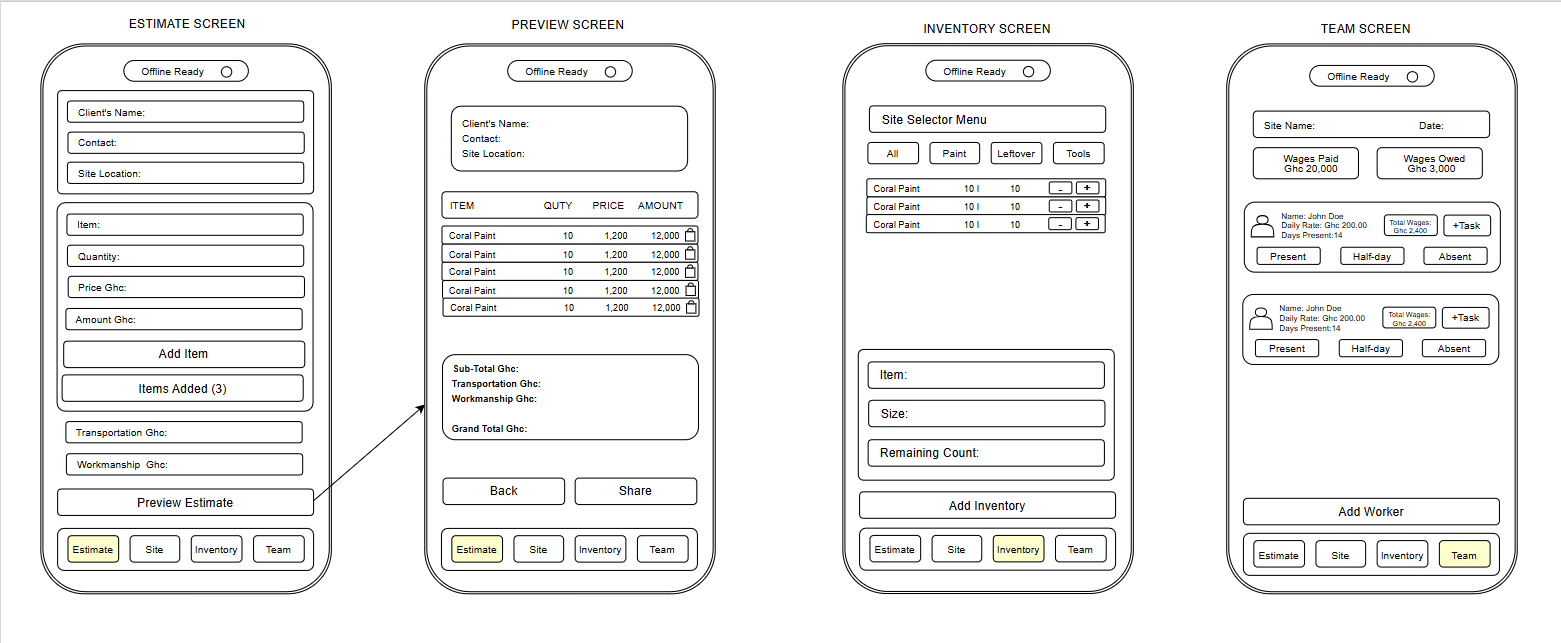 ESTIMATE SCREEN
Offline Ready
Client's Name:
Contact:
Site Location:
Item:
Quantity:
Price Ghc:
Amount Ghc:
Add Item
Items Added (3)
Transportation Ghc:
Workmanship Ghc:
Preview Estimate
Estimate Site Inventory Team
PREVIEW SCREEN
Offline Ready
Client's Name:
Contact:
Site Location:
ITEM QUTY PRICE AMOUNT
Coral Paint 10 1,200 12,000
Coral Paint 10 1,200 12,000
Coral Paint 10 1,200 12,000
Coral Paint 10 1,200 12,000
Coral Paint 10 1,200 12,000
Sub-Total Ghc:
Transportation Ghc:
Workmanship Ghc:
Grand Total Ghc:
Back Share
Estimate Site Inventory Team
INVENTORY SCREEN
Offline Ready
Site Selector Menu
All Paint Leftover Tools
Coral Paint 10 l 10 - +
Coral Paint 10 l 10 - +
Coral Paint 10 l 10 - +
Item:
Size:
Remaining Count:
Add Inventory
Estimate Site Inventory Team
TEAM SCREEN
Offline Ready
Site Name: Date:
Wages Paid
Ghc 20,000
Wages Owed
Ghc 3,000
Name: John Doe
Daily Rate: Ghc 200.00
Days Present:14
Total Wages:
Ghc 2,400
+Task
Present Half-day Absent
Name: John Doe
Daily Rate: Ghc 200.00
Days Present:14
Total Wages:
Ghc 2,400
+Task
Present Half-day Absent
Add Worker
Estimate Site Inventory Team